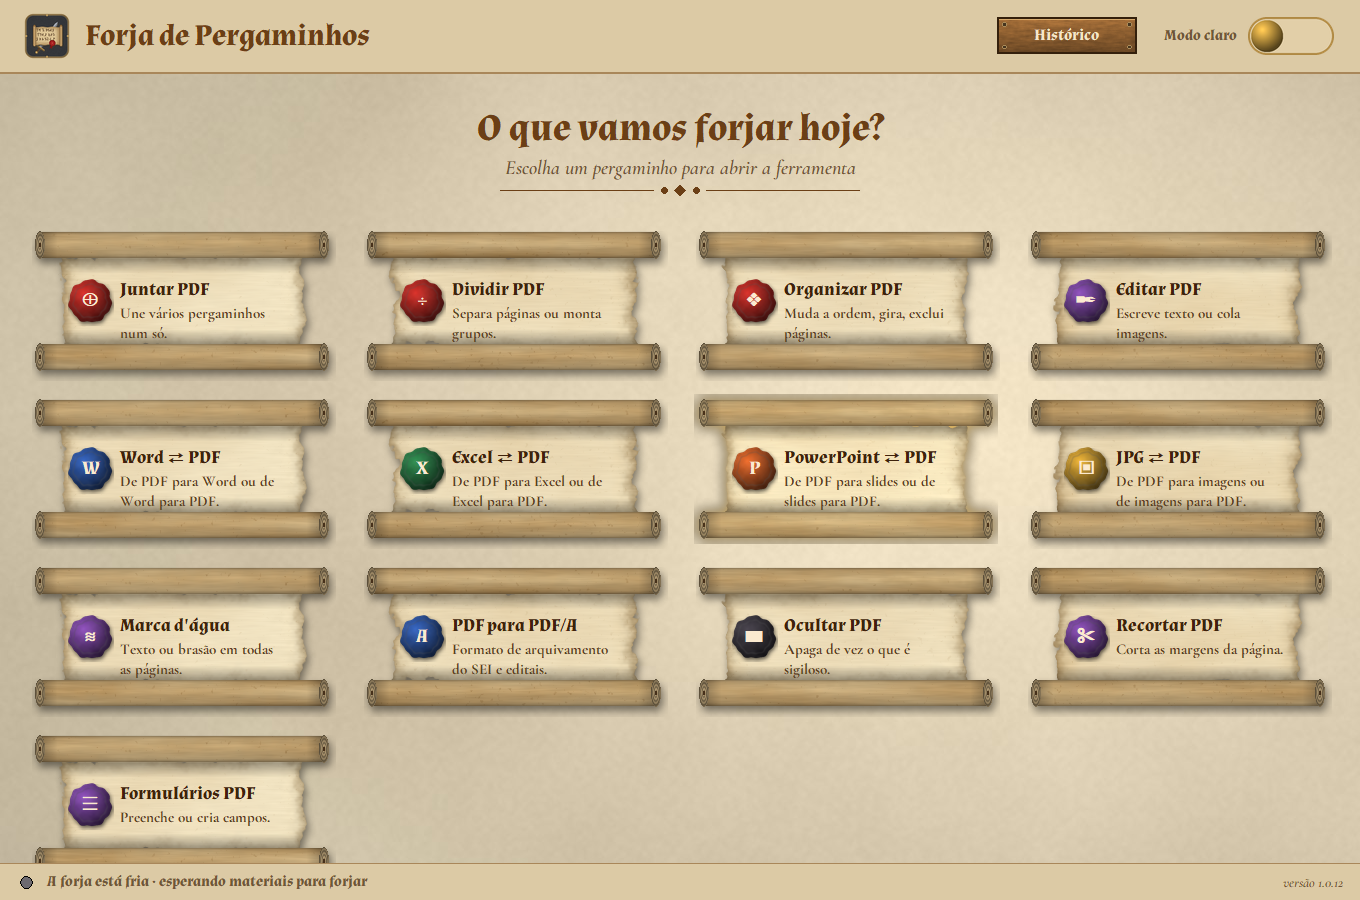 Forja de Pergaminhos
Histórico
Modo claro
O que vamos forjar hoje?
Escolha um pergaminho para abrir a ferramenta
Juntar PDF
Une vários pergaminhos
num só.
÷
Dividir PDF
Separa páginas ou monta
grupos.
Organizar PDF
Muda a ordem, gira, exclui
páginas.
Editar PDF
Escreve texto ou cola
imagens.
W
Word ⇄ PDF
De PDF para Word ou de
Word para PDF.
X
Excel ⇄ PDF
De PDF para Excel ou de
Excel para PDF.
P
PowerPoint ⇄ PDF
De PDF para slides ou de
slides para PDF.
JPG ⇄ PDF
De PDF para imagens ou
de imagens para PDF.
Marca d'água
Texto ou brasão em todas
as páginas.
A
PDF para PDF/A
Formato de arquivamento
do SEI e editais.
Ocultar PDF
Apaga de vez o que é
sigiloso.
Recortar PDF
Corta as margens da página.
Formulários PDF
Preenche ou cria campos.
A forja está fria · esperando materiais para forjar
versão 1.0.12